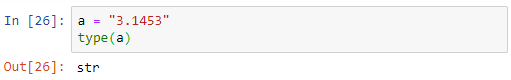 In [26]: a = "3.1453"
type(a)
Out[26]: str